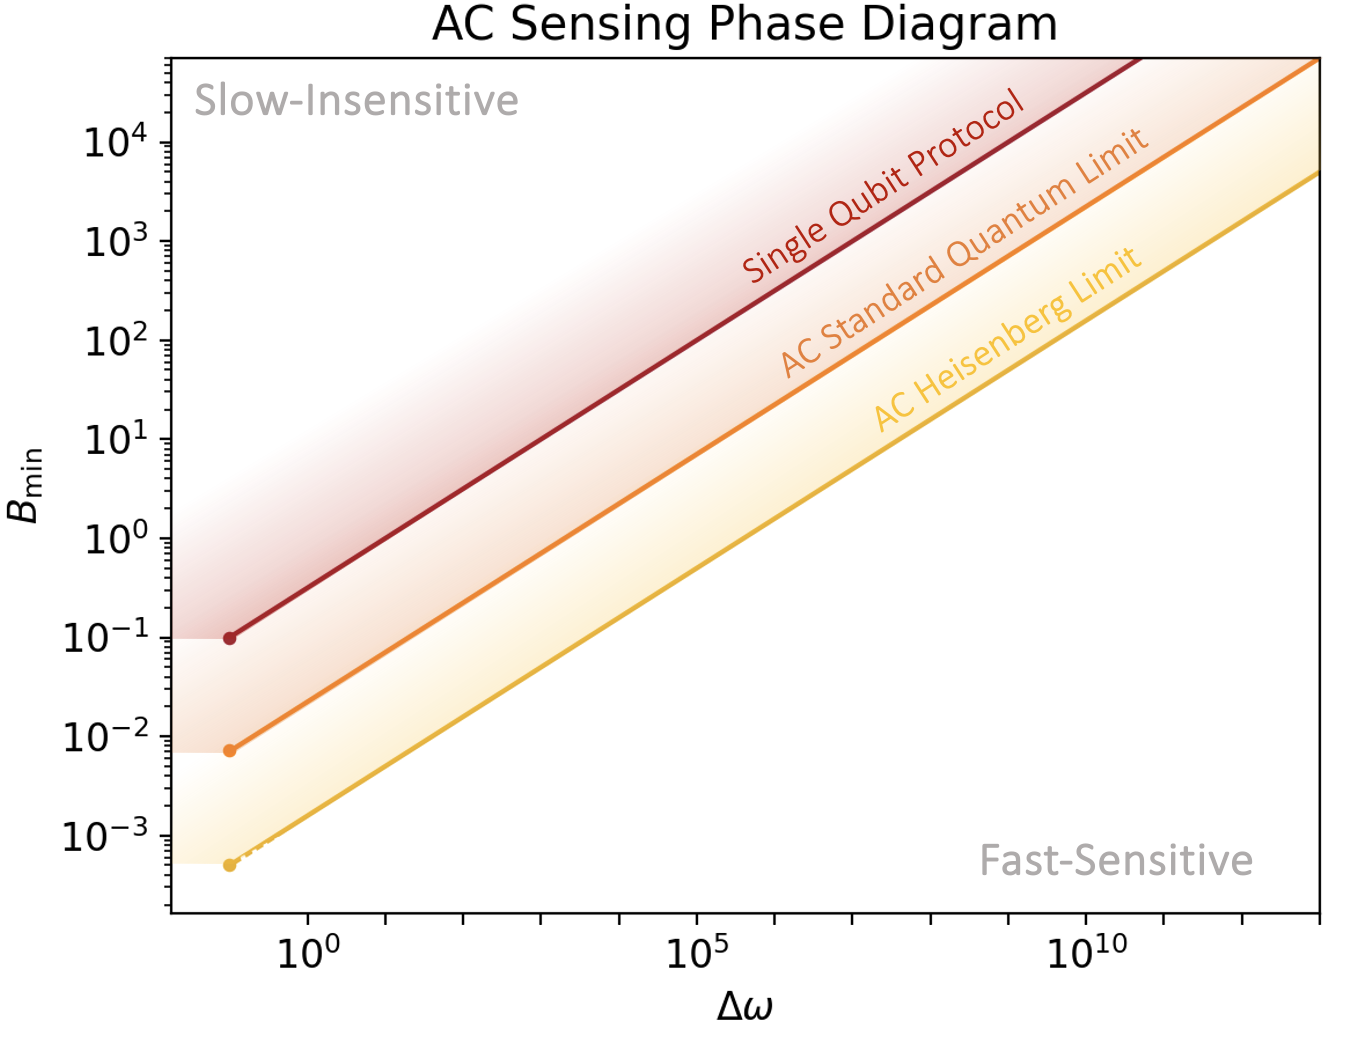 AC Sensing Phase Diagram
Slow-Insensitive
Single Qubit Protocol
AC Standard Quantum Limit
AC Heisenberg Limit
Fast-Sensitive
B_min
10^4
10^3
10^2
10^1
10^0
10^−1
10^−2
10^−3
10^0 10^5 10^10
Δω